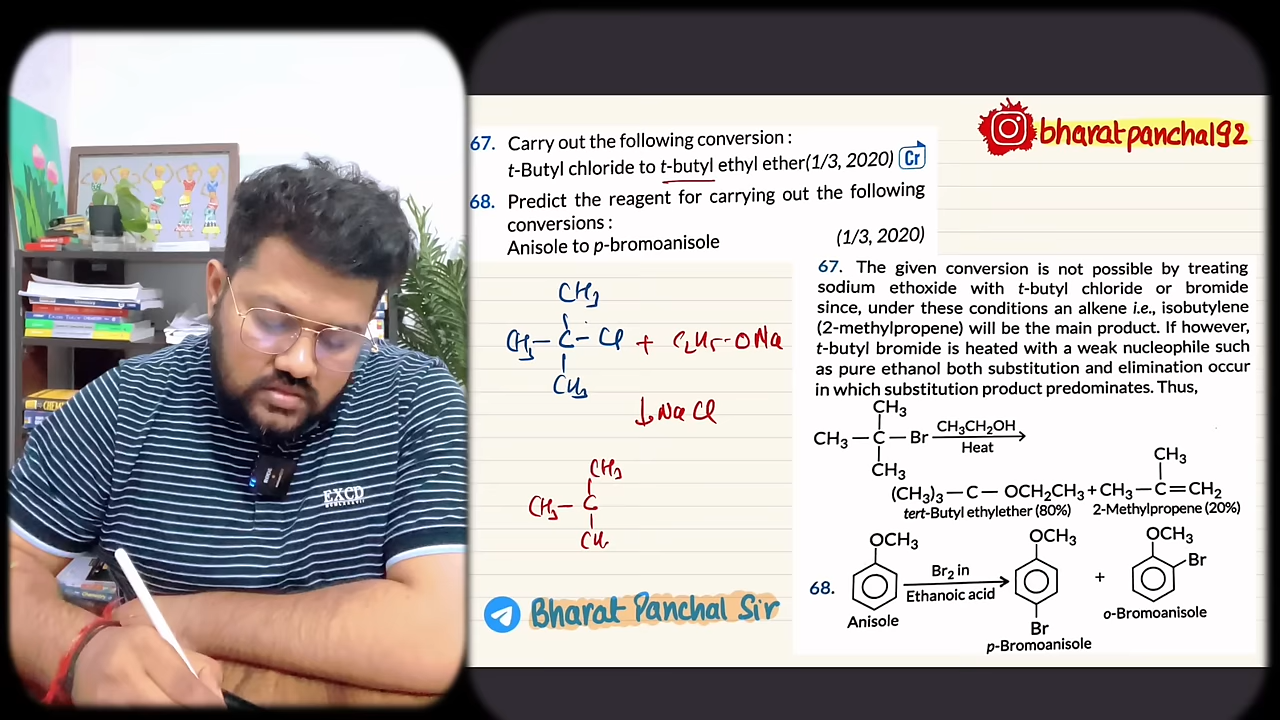 bharatpanchal92
67. Carry out the following conversion :
t-Butyl chloride to t-butyl ethyl ether(1/3, 2020) Cr
68. Predict the reagent for carrying out the following
conversions :
Anisole to p-bromoanisole (1/3, 2020)
CH3
CH3 – C – Cl + C2H5-ONa
CH3
↓ NaCl
CH3
CH3 – C
CH
Bharat Panchal Sir
67. The given conversion is not possible by treating
sodium ethoxide with t-butyl chloride or bromide
since, under these conditions an alkene i.e., isobutylene
(2-methylpropene) will be the main product. If however,
t-butyl bromide is heated with a weak nucleophile such
as pure ethanol both substitution and elimination occur
in which substitution product predominates. Thus,
CH3
CH3 — C — Br CH3CH2OH
Heat
CH3
CH3
(CH3)3 — C — OCH2CH3 + CH3 — C = CH2
tert-Butyl ethylether (80%) 2-Methylpropene (20%)
OCH3 OCH3 OCH3
Br
68. Br2 in
Ethanoic acid +
Anisole o-Bromoanisole
Br
p-Bromoanisole
EXCD